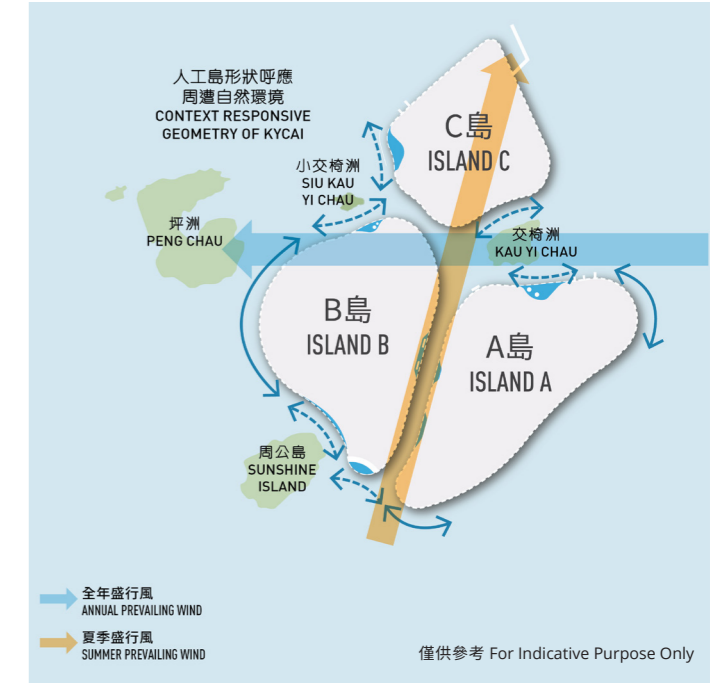 人工島形狀呼應
周遭自然環境
CONTEXT RESPONSIVE
GEOMETRY OF KYCAI
C島
ISLAND C
小交椅洲
SIU KAU
YI CHAU
坪洲
PENG CHAU
交椅洲
KAU YI CHAU
B島
ISLAND B
A島
ISLAND A
周公島
SUNSHINE
ISLAND
全年盛行風
ANNUAL PREVAILING WIND
夏季盛行風
SUMMER PREVAILING WIND
僅供參考 For Indicative Purpose Only